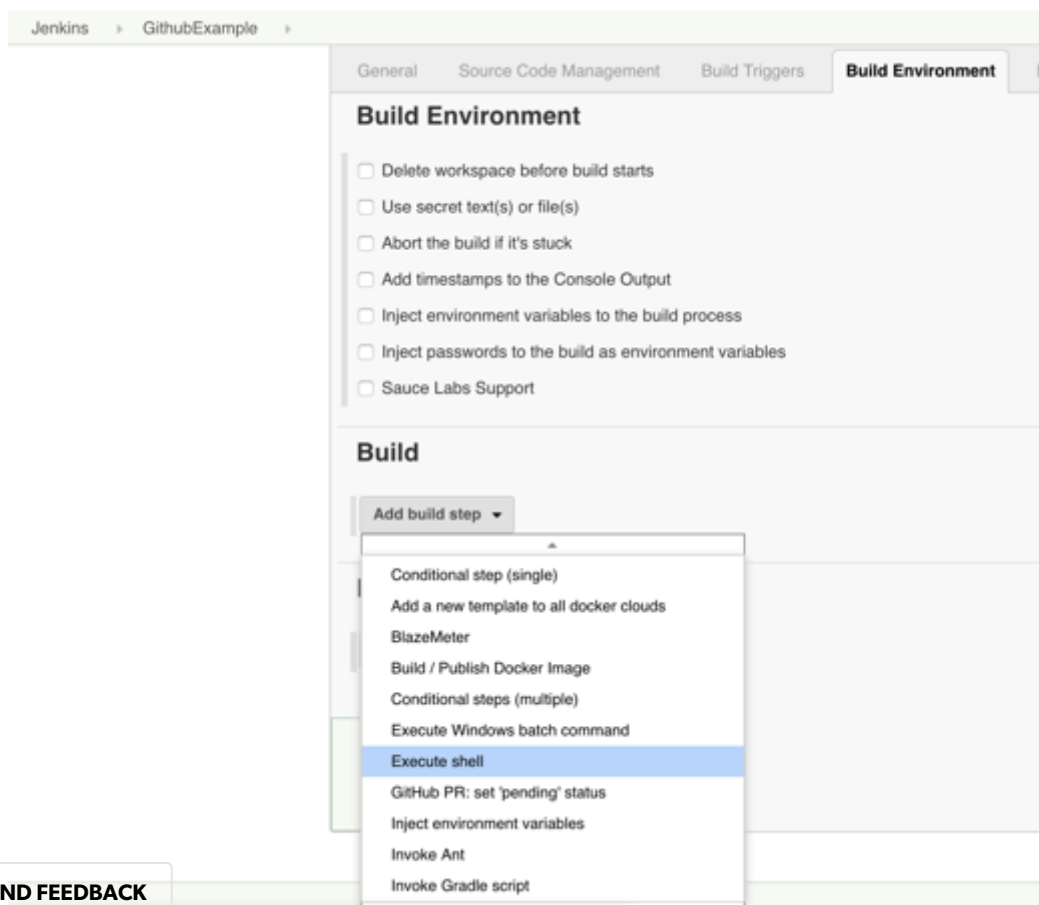 Jenkins GithubExample
General Source Code Management Build Triggers Build Environment
Build Environment
Delete workspace before build starts
Use secret text(s) or file(s)
Abort the build if it's stuck
Add timestamps to the Console Output
Inject environment variables to the build process
Inject passwords to the build as environment variables
Sauce Labs Support
Build
Add build step
Conditional step (single)
Add a new template to all docker clouds
BlazeMeter
Build / Publish Docker Image
Conditional steps (multiple)
Execute Windows batch command
Execute shell
GitHub PR: set 'pending' status
Inject environment variables
Invoke Ant
Invoke Gradle script
ND FEEDBACK